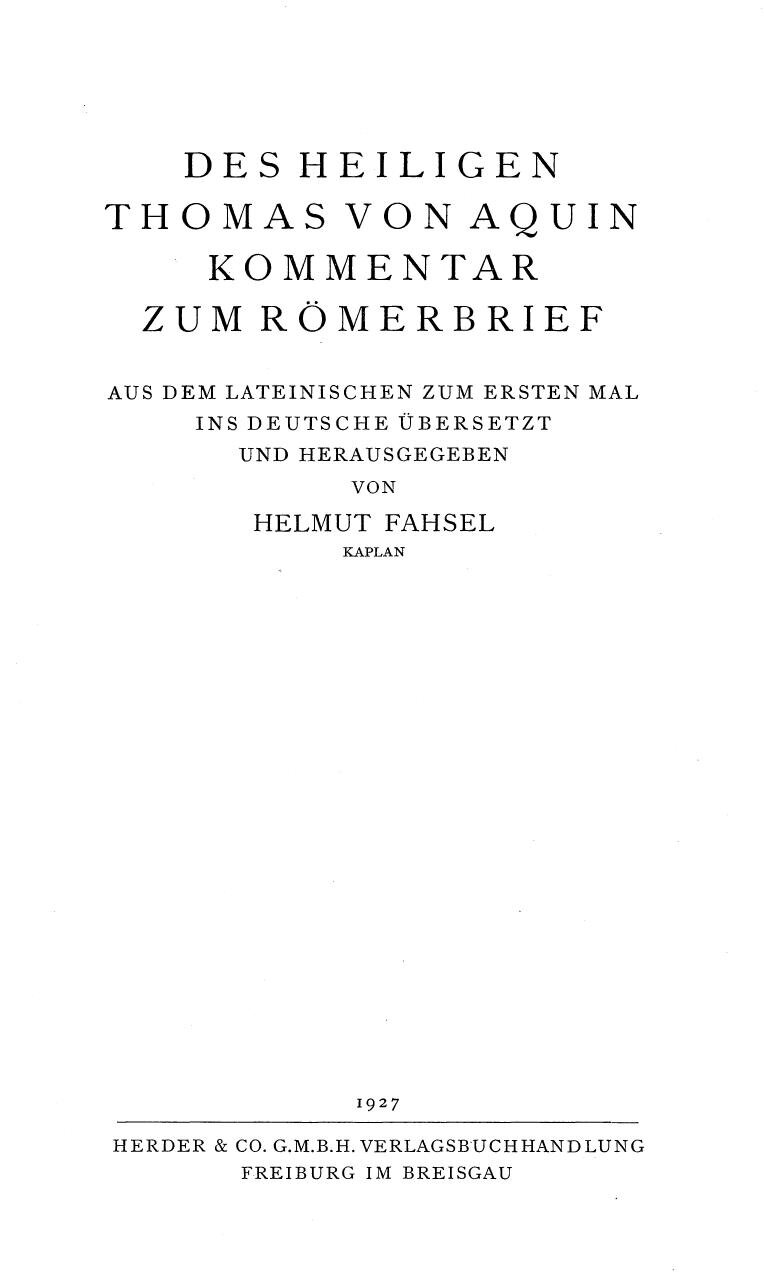 DES HEILIGEN
THOMAS VON AQUIN
KOMMENTAR
ZUM RÖMERBRIEF
AUS DEM LATEINISCHEN ZUM ERSTEN MAL
INS DEUTSCHE ÜBERSETZT
UND HERAUSGEGEBEN
VON
HELMUT FAHSEL
KAPLAN
1927
HERDER & CO. G.M.B.H. VERLAGSBUCHHANDLUNG
FREIBURG IM BREISGAU